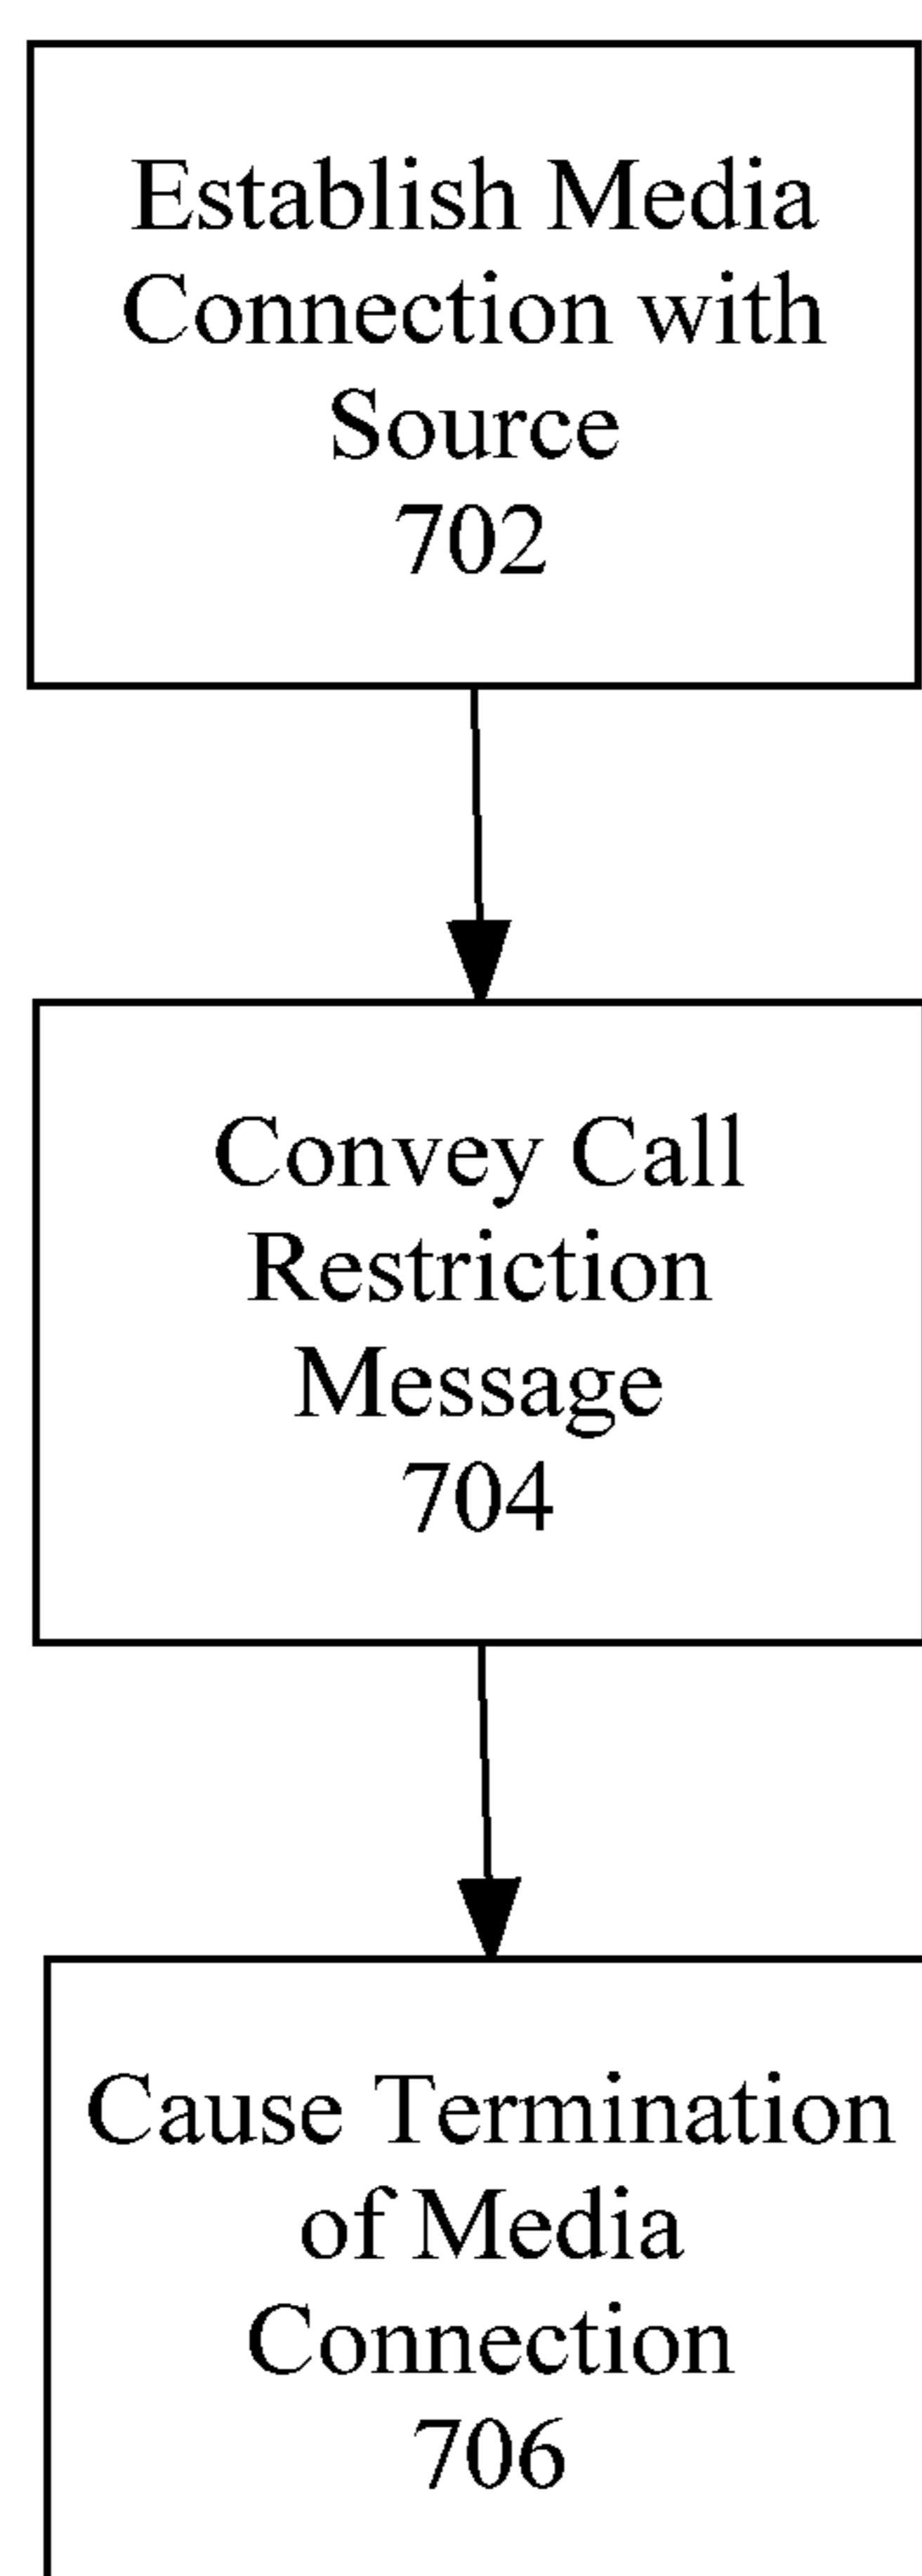 Establish Media
Connection with
Source
702
Convey Call
Restriction
Message
704
Cause Termination
of Media
Connection
706